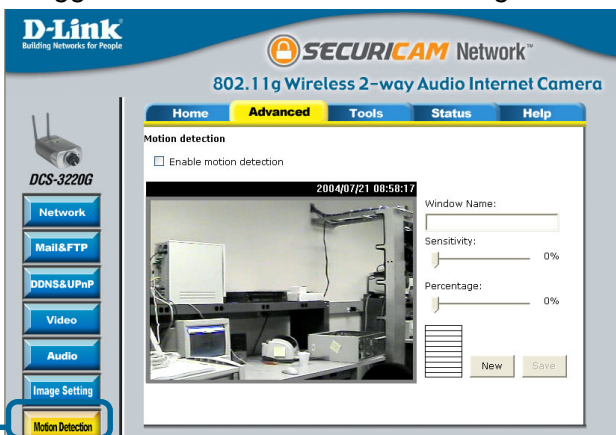 D-Link
Building Networks for People
SECURICAM Network™
802.11g Wireless 2-way Audio Internet Camera
Home Advanced Tools Status Help
DCS-3220G
Network
Mail&FTP
DDNS&UPnP
Video
Audio
Image Setting
Motion Detection
Motion detection
Enable motion detection
2004/07/21 08:58:17
Window Name:
Sensitivity:
0%
Percentage:
0%
New Save